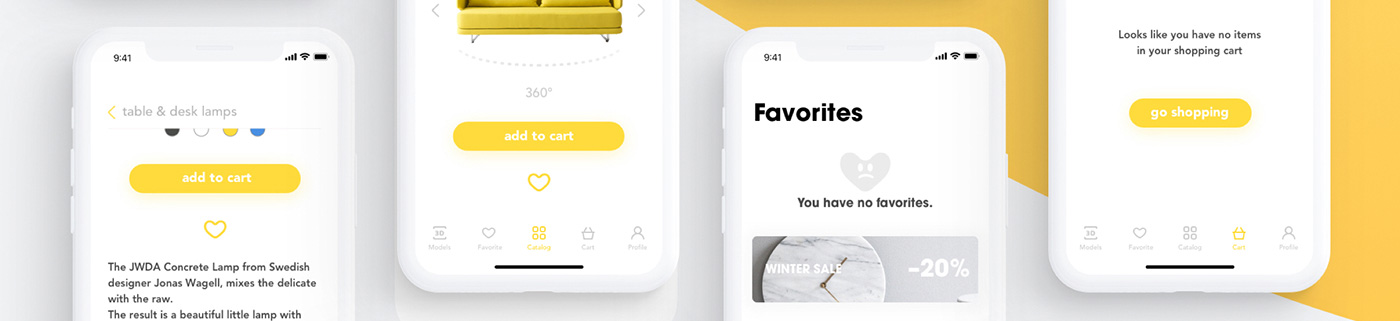 9:41
table & desk lamps
add to cart
The JWDA Concrete Lamp from Swedish
designer Jonas Wagell, mixes the delicate
with the raw.
The result is a beautiful little lamp with
360°
add to cart
3D
Models
Favorite
Catalog
Cart
Profile
9:41
Favorites
You have no favorites.
WINTER SALE
-20%
Looks like you have no items
in your shopping cart
go shopping
3D
Models
Favorite
Catalog
Cart
Profile